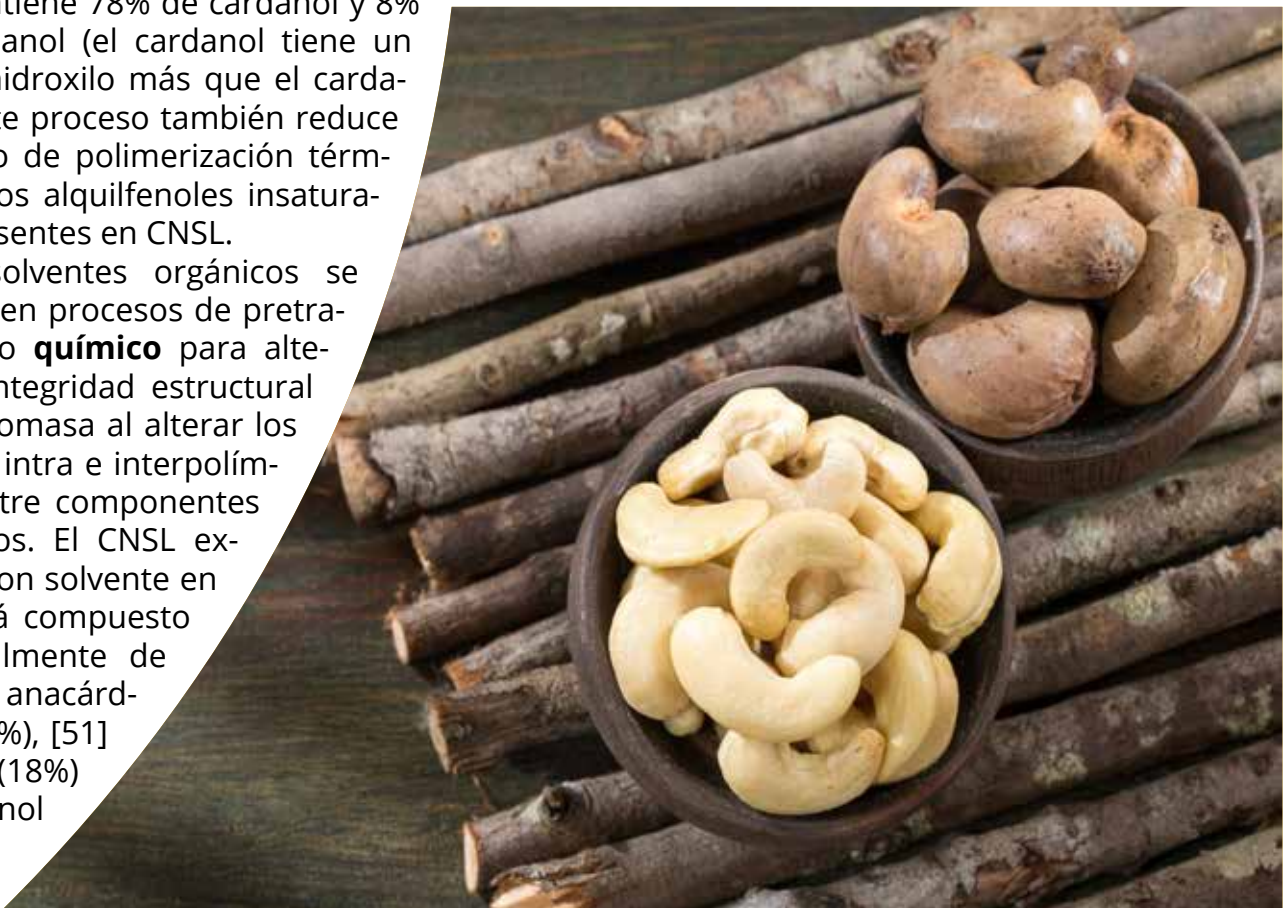 tiene 78% de cardanol y 8%
anol (el cardanol tiene un
hidroxilo más que el carda-
e proceso también reduce
o de polimerización térm-
os alquilfenoles insatura-
sentes en CNSL.
solventes orgánicos se
en procesos de pretra-
o químico para alte-
ntegridad estructural
omasa al alterar los
intra e interpolím-
tre componentes
os. El CNSL ex-
on solvente en
á compuesto
lmente de
anacárd-
%), [51]
(18%)
nol